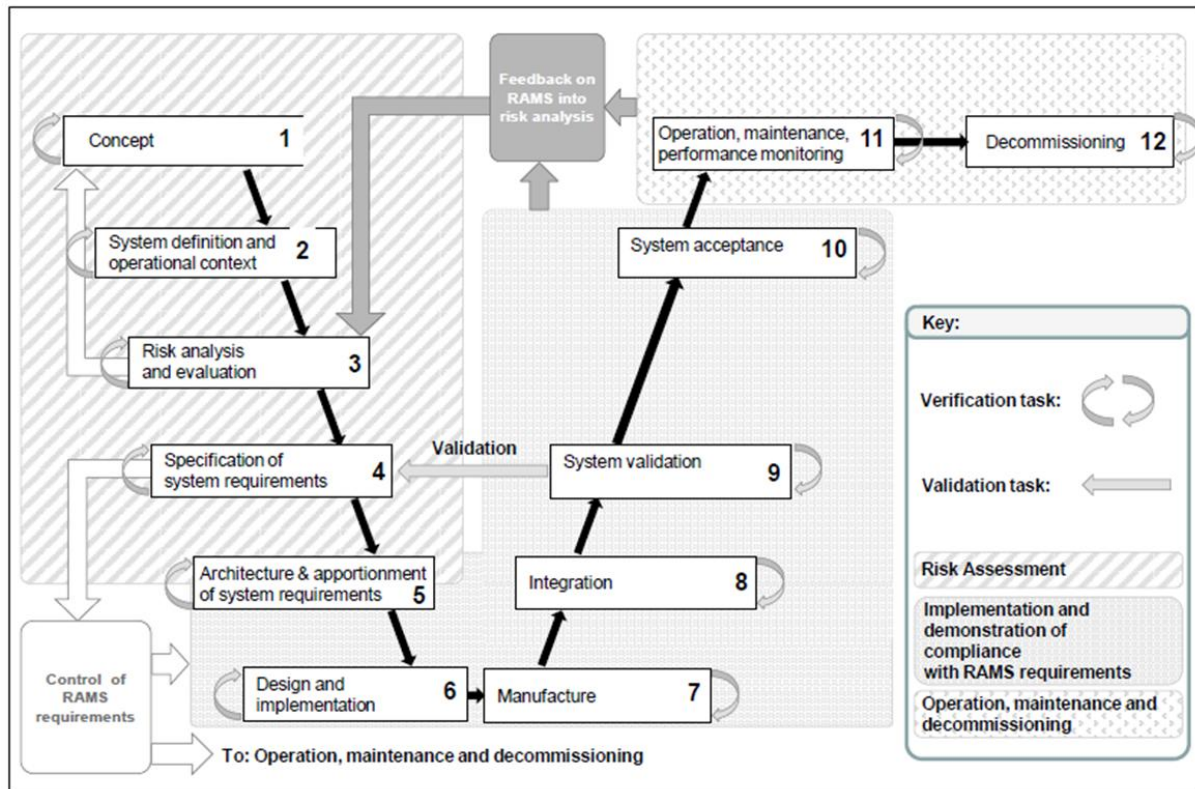 Feedback on
RAMS into
risk analysis
Concept 1
System definition and
operational context 2
Risk analysis
and evaluation 3
Specification of
system requirements 4
Architecture & apportionment
of system requirements 5
Design and
implementation 6
Manufacture 7
Integration 8
Validation
System validation 9
System acceptance 10
Operation, maintenance,
performance monitoring 11
Decommissioning 12
Control of
RAMS
requirements
To: Operation, maintenance and decommissioning
Key:
Verification task:
Validation task:
Risk Assessment
Implementation and
demonstration of
compliance
with RAMS requirements
Operation, maintenance and
decommissioning